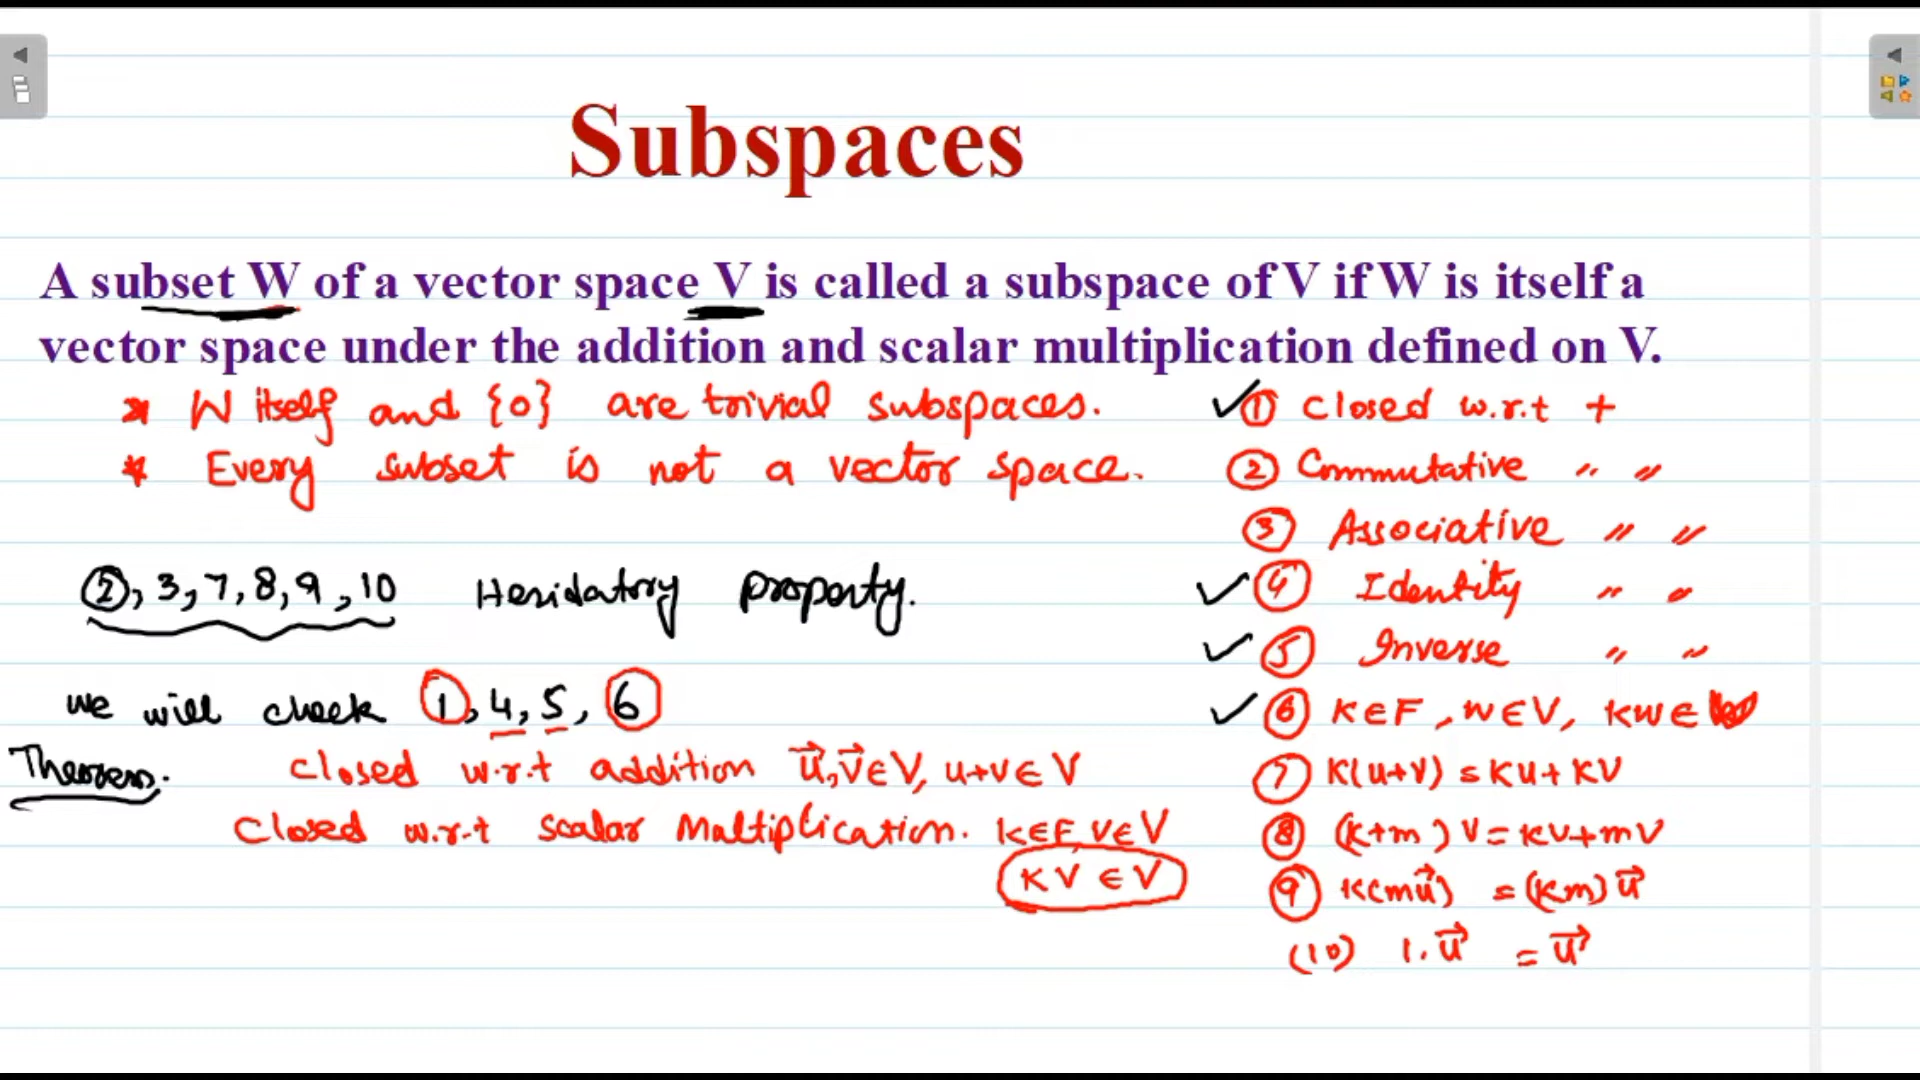 Subspaces
A subset W of a vector space V is called a subspace of V if W is itself a
vector space under the addition and scalar multiplication defined on V.
* W itself and {0} are trivial subspaces.
* Every subset is not a vector space.
②, 3, 7, 8, 9, 10 Heridatory property.
we will check ①, 4, 5, ⑥
Theorem. Closed w.r.t addition u⃗, v⃗ ∈ V, u+v ∈ V
Closed w.r.t scalar Multiplication. K∈F, V∈V
KV ∈ V
✓① Closed w.r.t +
② Commutative " "
③ Associative " "
✓④ Identity " "
✓⑤ Inverse " "
✓⑥ K∈F, W∈V, KW∈
⑦ K(u+v) = Ku+KV
⑧ (K+m) V = KV+mV
⑨ K(mu⃗) = (Km) u⃗
(10) 1. u⃗ = u⃗